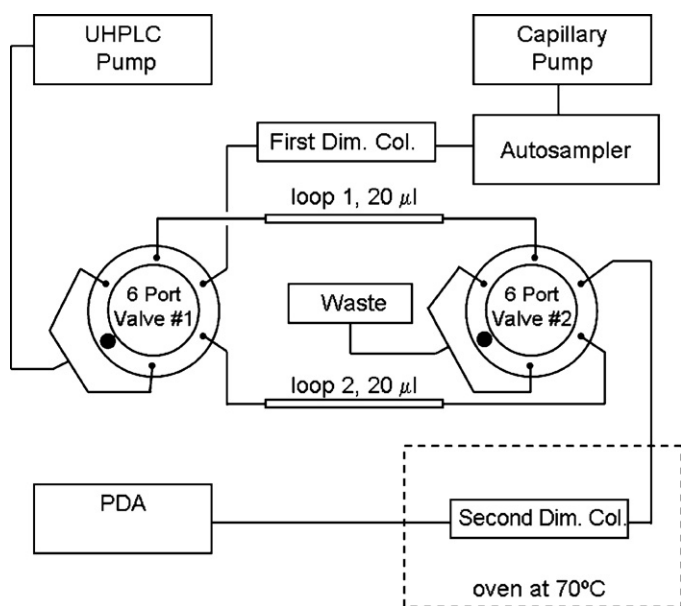 UHPLC
Pump
Capillary
Pump
First Dim. Col.
Autosampler
loop 1, 20 µl
6 Port
Valve #1
Waste
6 Port
Valve #2
loop 2, 20 µl
PDA
Second Dim. Col.
oven at 70ºC